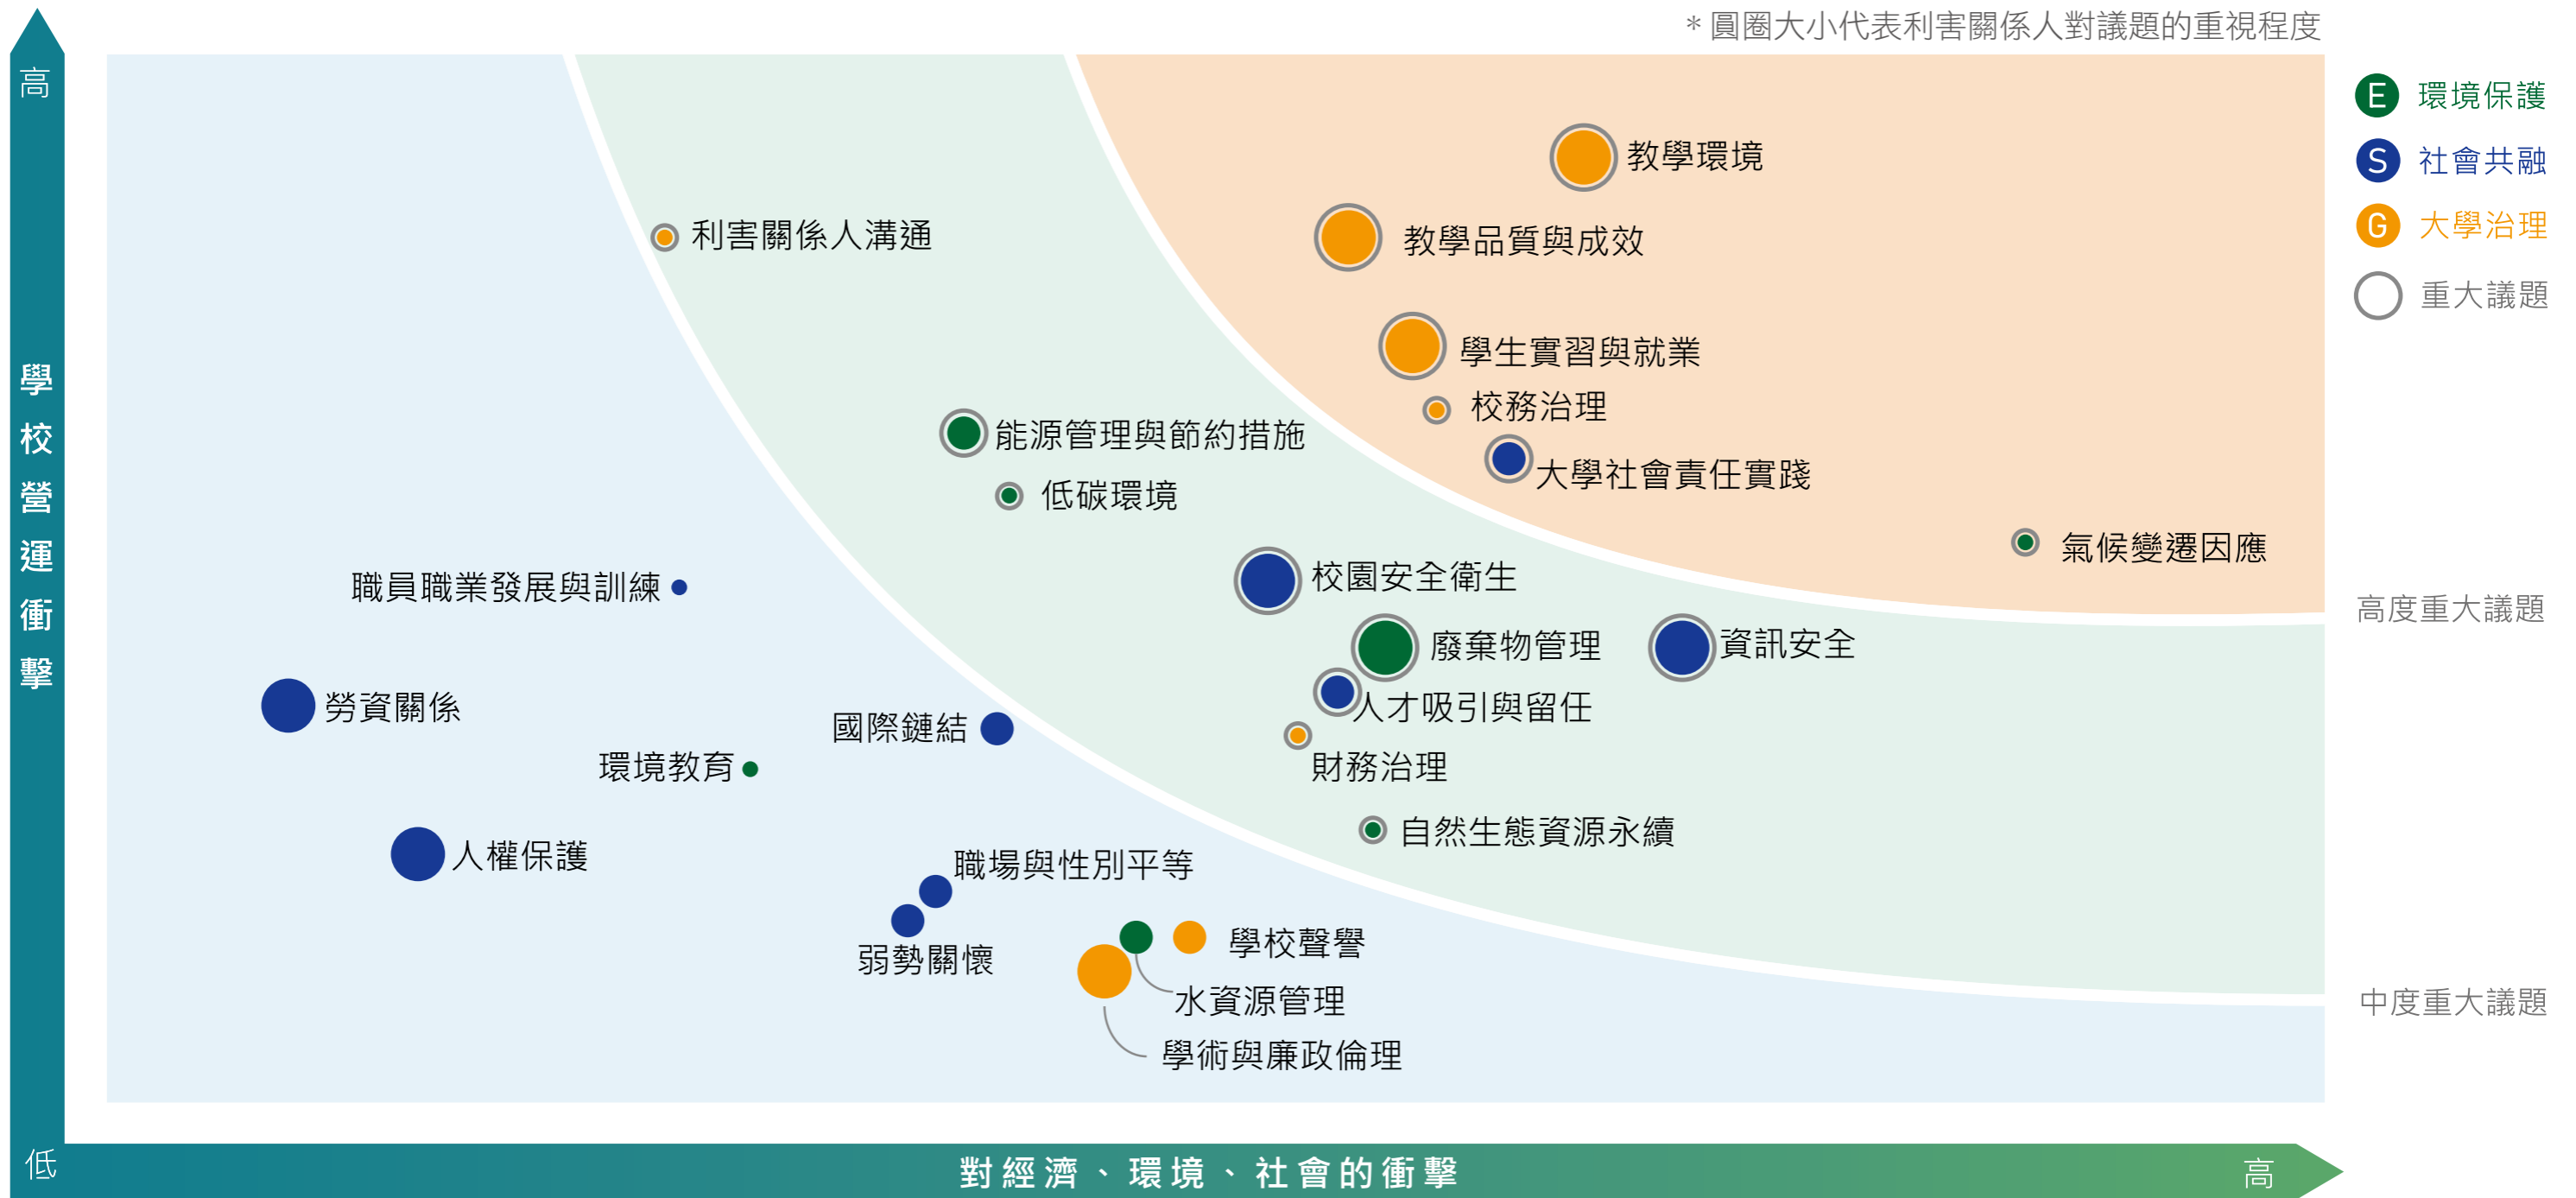 ＊圓圈大小代表利害關係人對議題的重視程度
高
E 環境保護
S 社會共融
G 大學治理
重大議題
教學環境
利害關係人溝通
教學品質與成效
學生實習與就業
校務治理
能源管理與節約措施
大學社會責任實踐
低碳環境
氣候變遷因應
學校營運衝擊
職員職業發展與訓練
校園安全衛生
高度重大議題
廢棄物管理
資訊安全
勞資關係
人才吸引與留任
國際鏈結
環境教育
財務治理
自然生態資源永續
人權保護
職場與性別平等
學校聲譽
弱勢關懷
水資源管理
中度重大議題
學術與廉政倫理
低
對經濟、環境、社會的衝擊
高